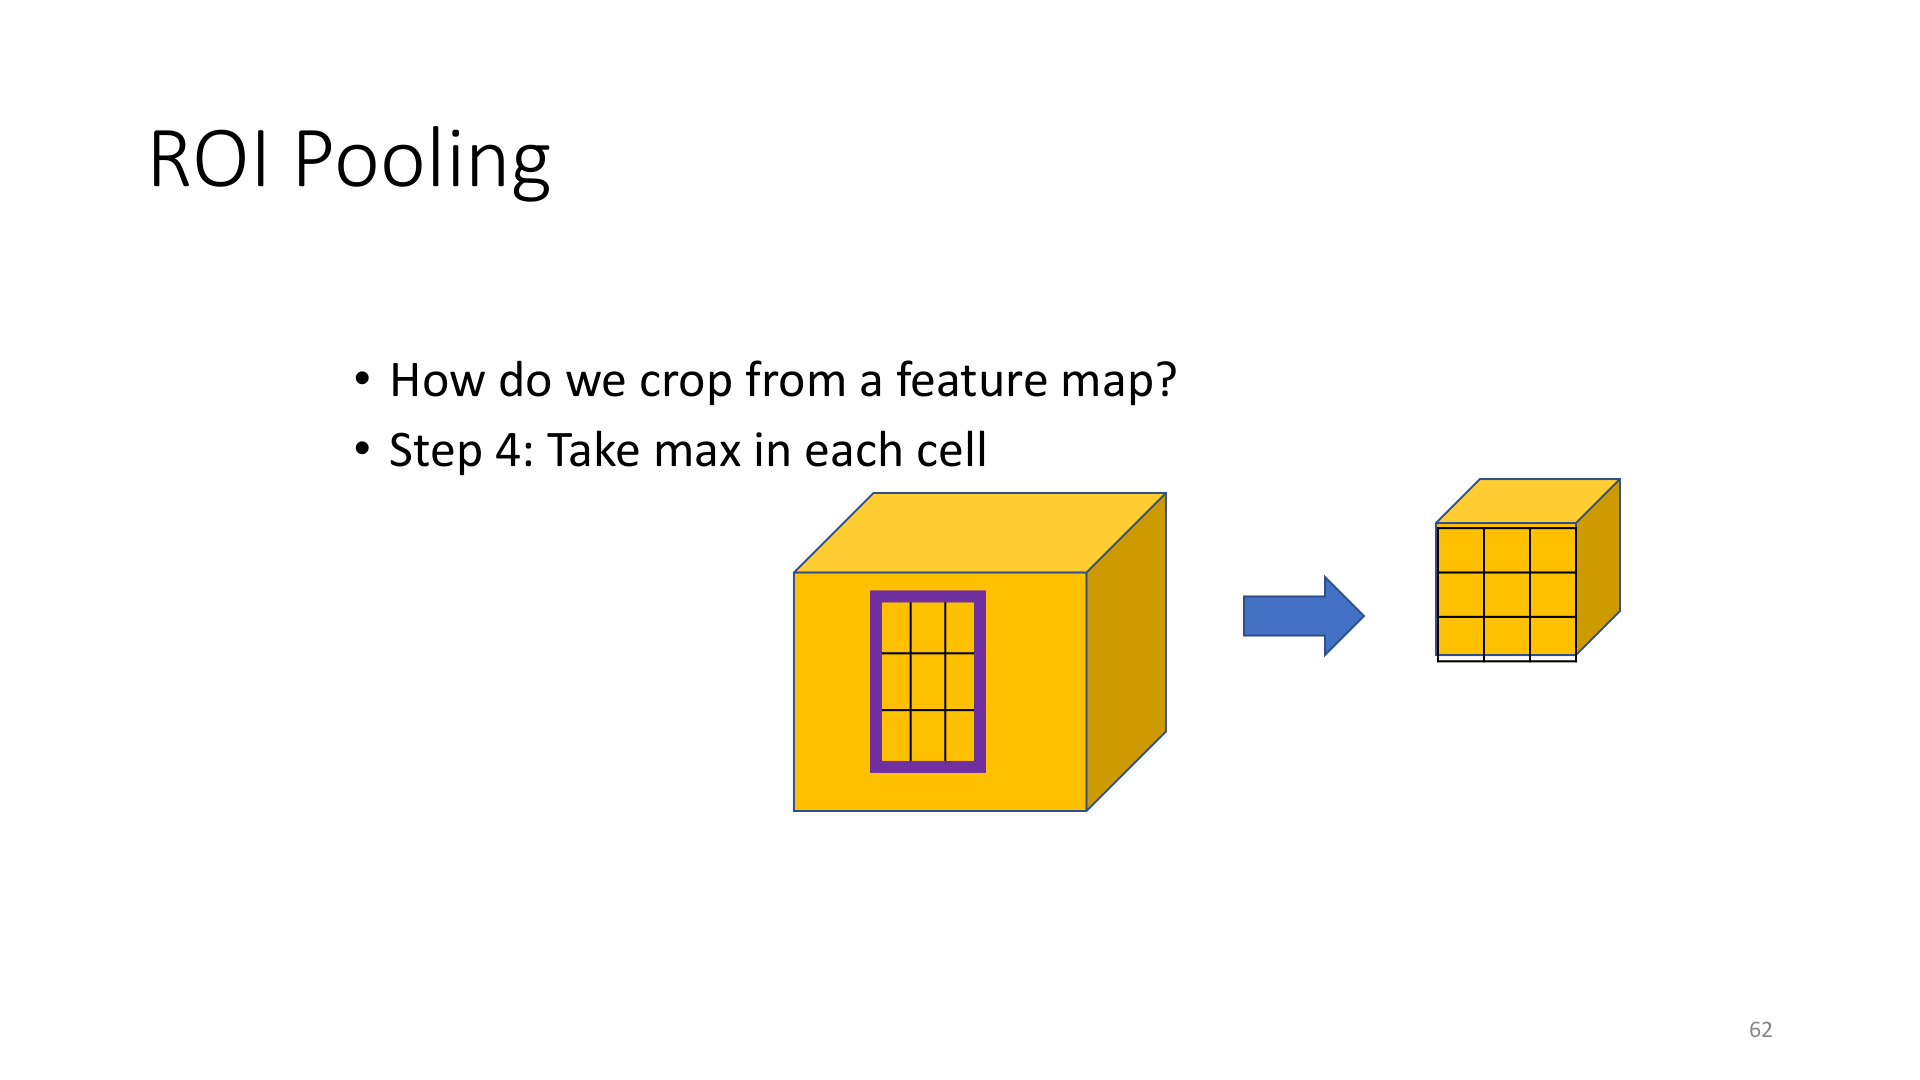 ROI Pooling
• How do we crop from a feature map?
• Step 4: Take max in each cell
62